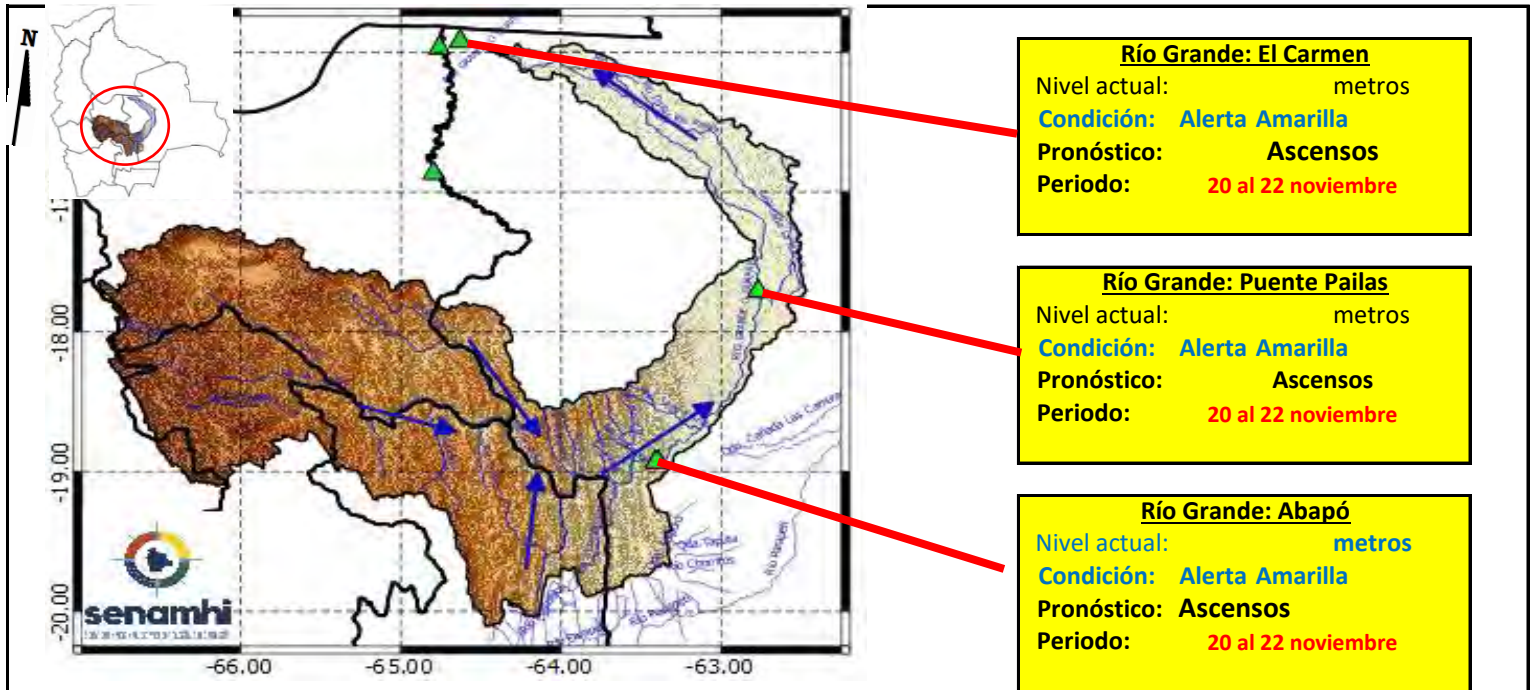 N
Río Grande: El Carmen
Nivel actual: metros
Condición: Alerta Amarilla
Pronóstico: Ascensos
Periodo: 20 al 22 noviembre
Río Grande: Puente Pailas
Nivel actual: metros
Condición: Alerta Amarilla
Pronóstico: Ascensos
Periodo: 20 al 22 noviembre
Río Grande: Abapó
Nivel actual: metros
Condición: Alerta Amarilla
Pronóstico: Ascensos
Periodo: 20 al 22 noviembre
-18.00
-19.00
-20.00
-66.00
-65.00
-64.00
-63.00
senamhi